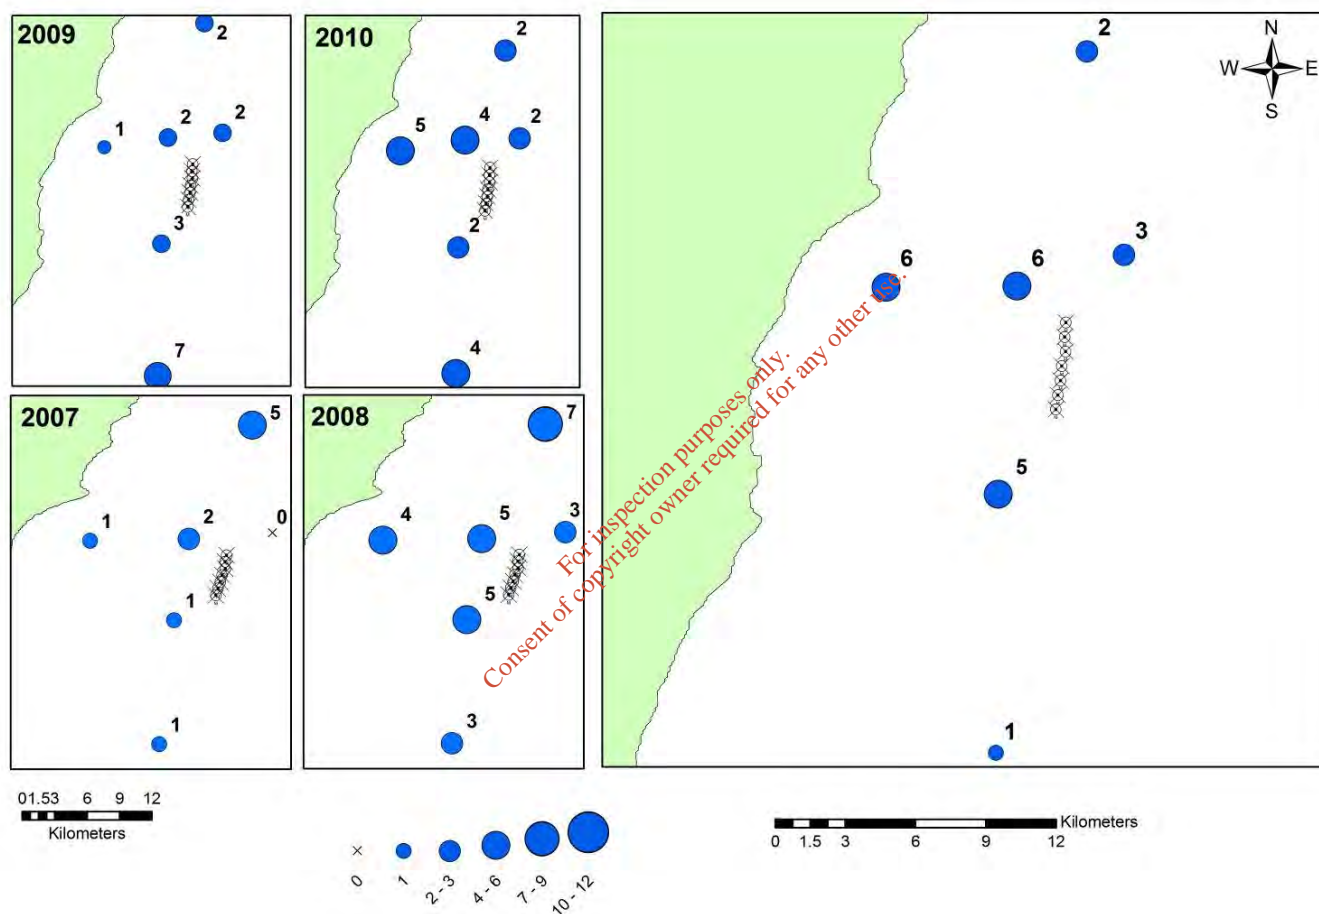 2009
2
1
2
2
3
7
2010
2
5
4
2
2
4
2
N
W E
S
6
6
3
5
1
2007
5
1
2
0
1
1
2008
7
4
5
3
5
3
For inspection purposes only.
Consent of copyright owner required for any other use.
01.53 6 9 12
Kilometers
0
1
2 - 3
4 - 6
7 - 9
10 - 12
Kilometers
0 1.5 3 6 9 12